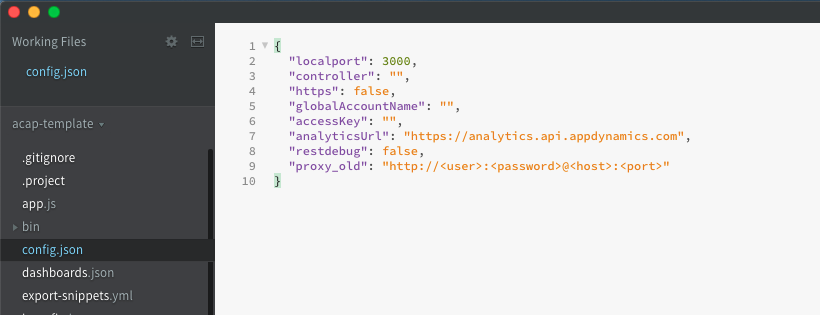 Working Files
config.json
acap-template
.gitignore
.project
app.js
bin
config.json
dashboards.json
export-snippets.yml
1 {
2 "localport": 3000,
3 "controller": "",
4 "https": false,
5 "globalAccountName": "",
6 "accessKey": "",
7 "analyticsUrl": "https://analytics.api.appdynamics.com",
8 "restdebug": false,
9 "proxy_old": "http://<user>:<password>@<host>:<port>"
10 }